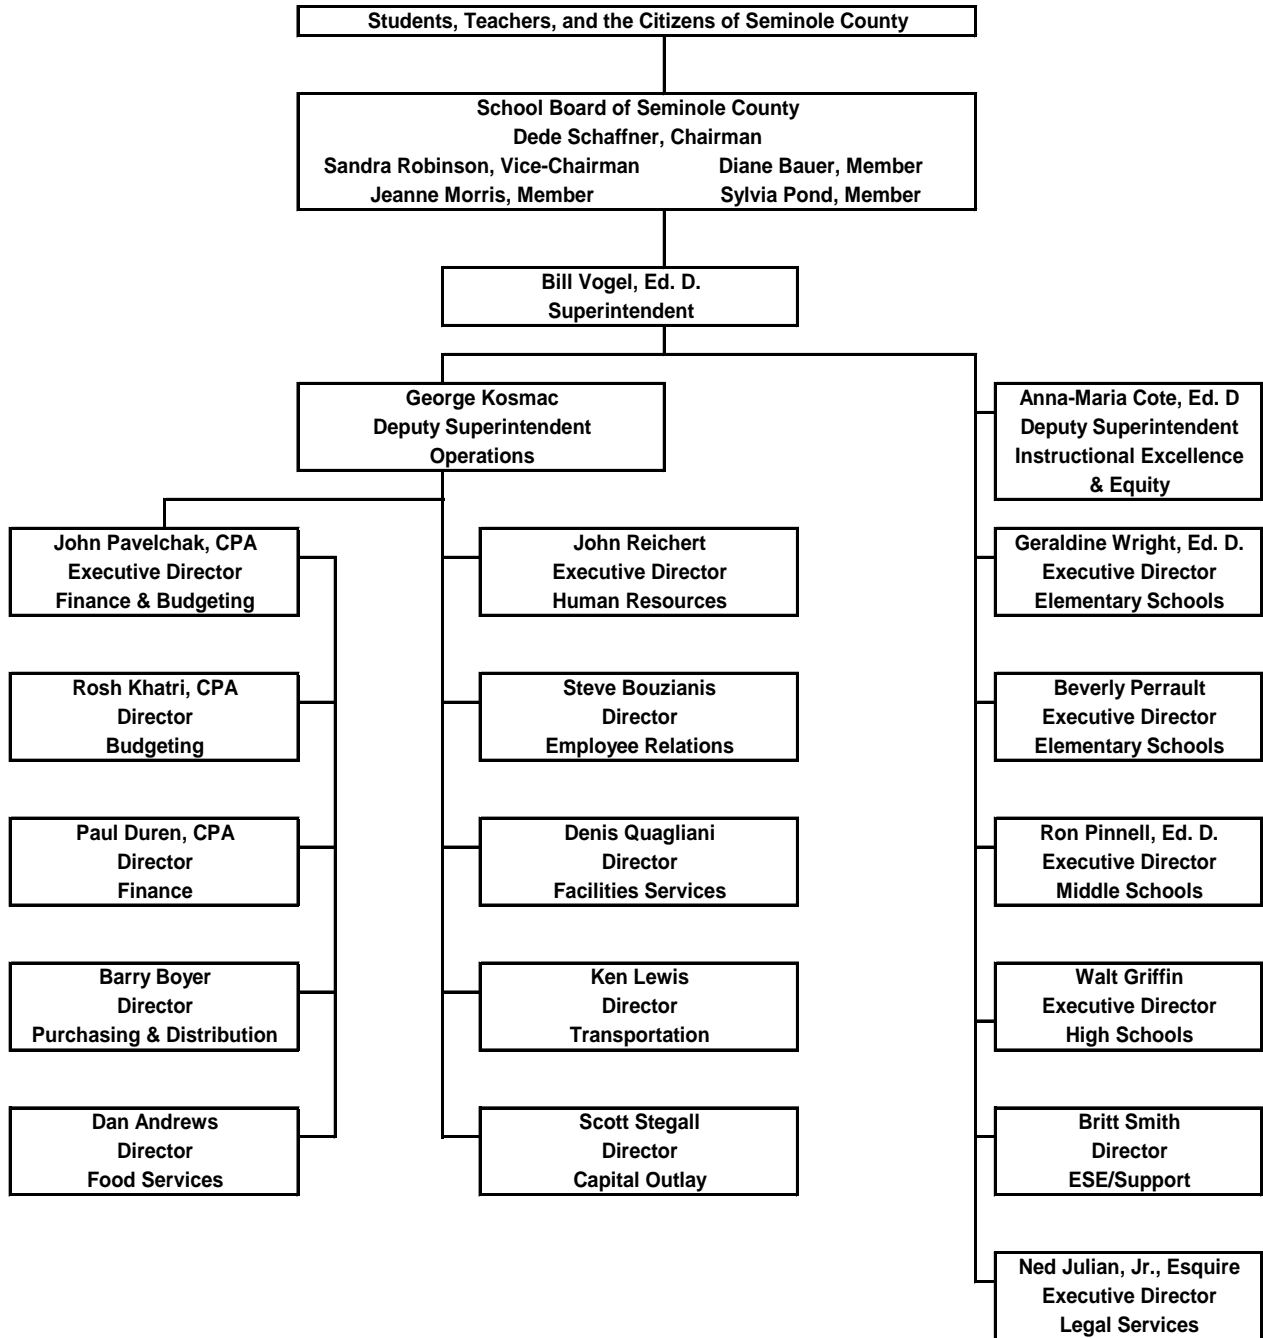 Students, Teachers, and the Citizens of Seminole County
School Board of Seminole County
Dede Schaffner, Chairman
Sandra Robinson, Vice-Chairman Diane Bauer, Member
Jeanne Morris, Member Sylvia Pond, Member
Bill Vogel, Ed. D.
Superintendent
George Kosmac
Deputy Superintendent
Operations
Anna-Maria Cote, Ed. D
Deputy Superintendent
Instructional Excellence
& Equity
John Pavelchak, CPA
Executive Director
Finance & Budgeting
John Reichert
Executive Director
Human Resources
Geraldine Wright, Ed. D.
Executive Director
Elementary Schools
Rosh Khatri, CPA
Director
Budgeting
Steve Bouzianis
Director
Employee Relations
Beverly Perrault
Executive Director
Elementary Schools
Paul Duren, CPA
Director
Finance
Denis Quagliani
Director
Facilities Services
Ron Pinnell, Ed. D.
Executive Director
Middle Schools
Barry Boyer
Director
Purchasing & Distribution
Ken Lewis
Director
Transportation
Walt Griffin
Executive Director
High Schools
Dan Andrews
Director
Food Services
Scott Stegall
Director
Capital Outlay
Britt Smith
Director
ESE/Support
Ned Julian, Jr., Esquire
Executive Director
Legal Services